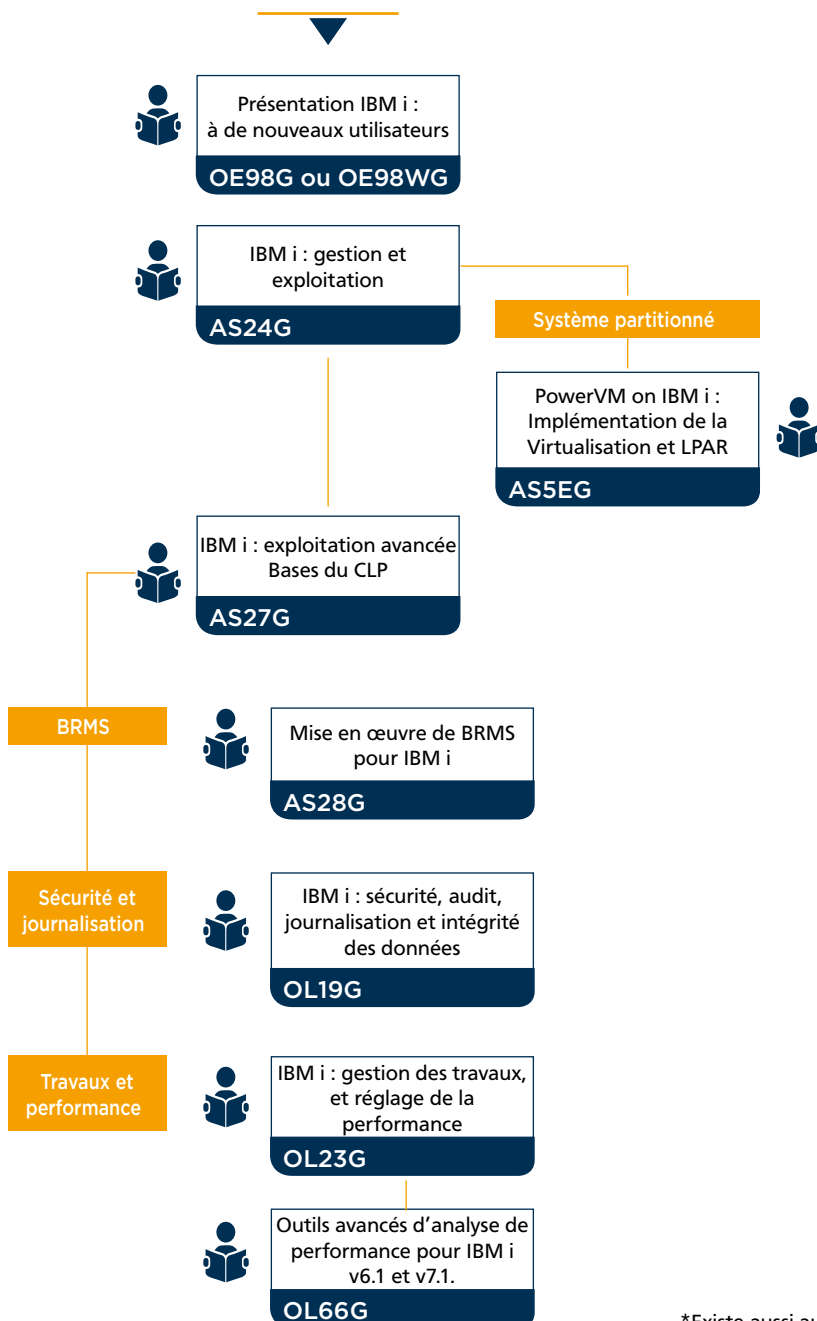 Présentation IBM i :
à de nouveaux utilisateurs
OE98G ou OE98WG
IBM i : gestion et
exploitation
AS24G
Système partitionné
PowerVM on IBM i :
Implémentation de la
Virtualisation et LPAR
AS5EG
IBM i : exploitation avancée
Bases du CLP
AS27G
BRMS
Mise en œuvre de BRMS
pour IBM i
AS28G
Sécurité et
journalisation
IBM i : sécurité, audit,
journalisation et intégrité
des données
OL19G
Travaux et
performance
IBM i : gestion des travaux,
et réglage de la
performance
OL23G
Outils avancés d’analyse de
performance pour IBM i
v6.1 et v7.1.
OL66G
*Existe aussi au